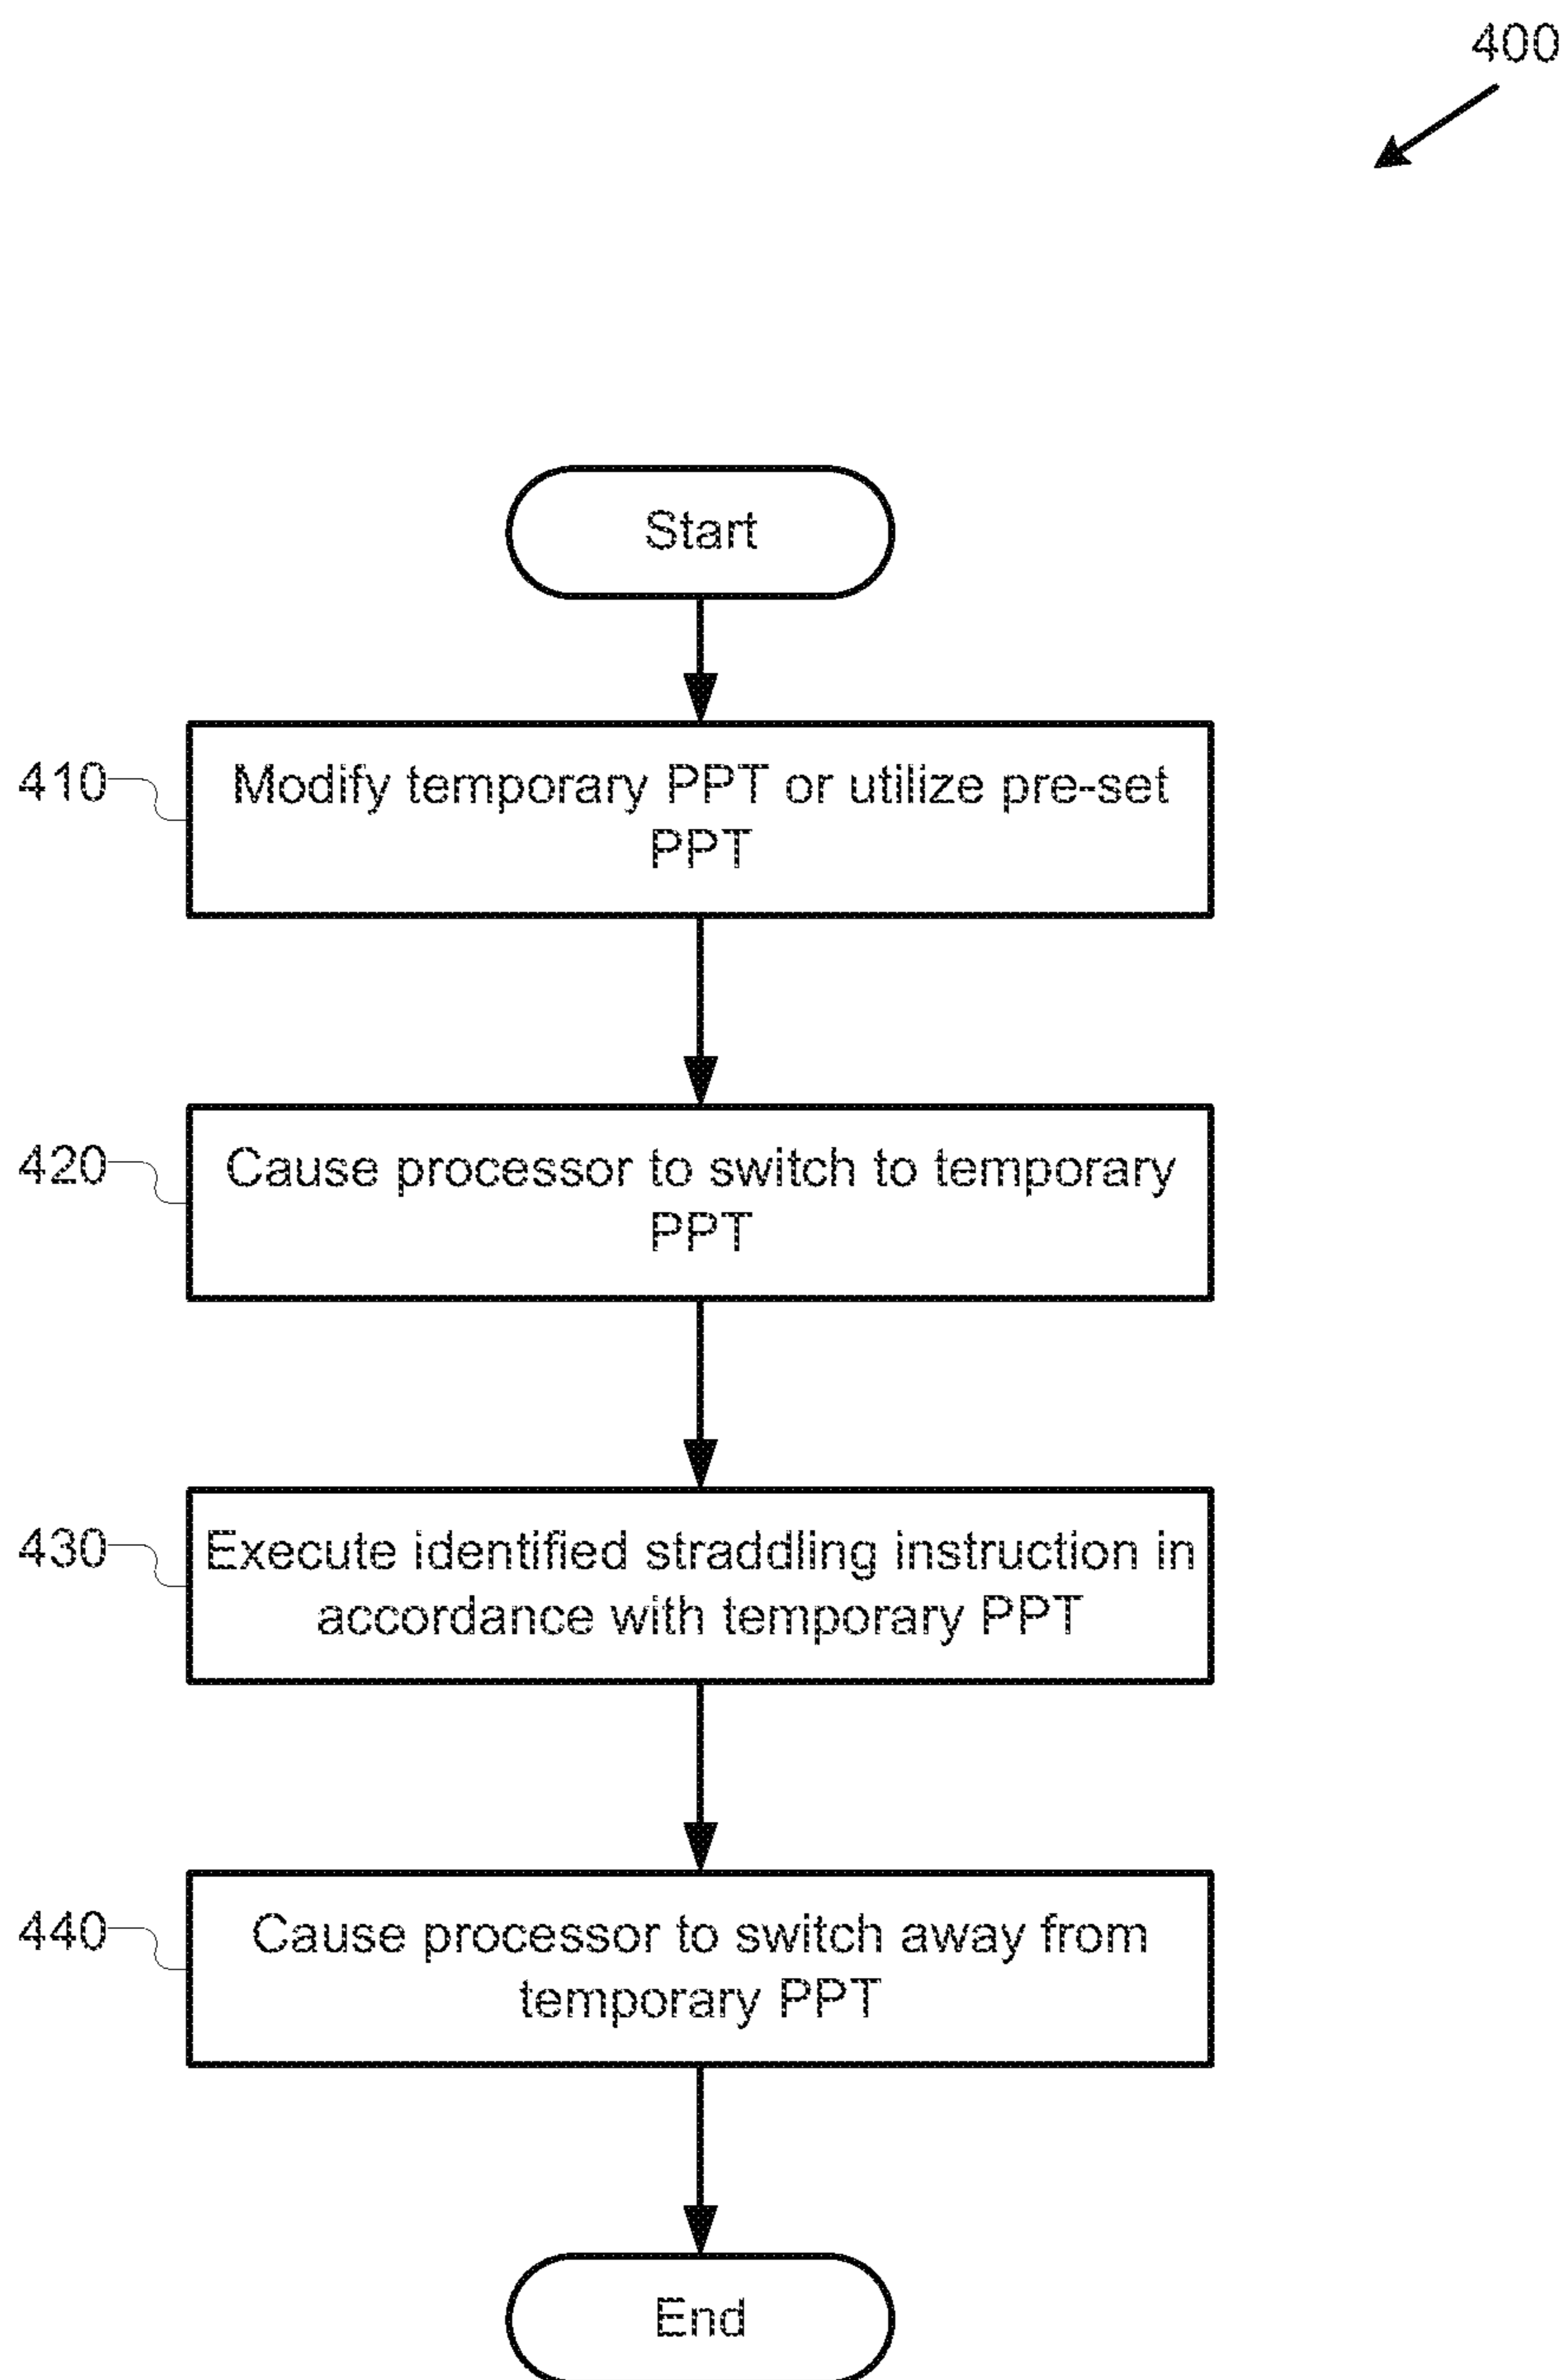 400
Start
410
Modify temporary PPT or utilize pre-set
PPT
420
Cause processor to switch to temporary
PPT
430
Execute identified straddling instruction in
accordance with temporary PPT
440
Cause processor to switch away from
temporary PPT
End